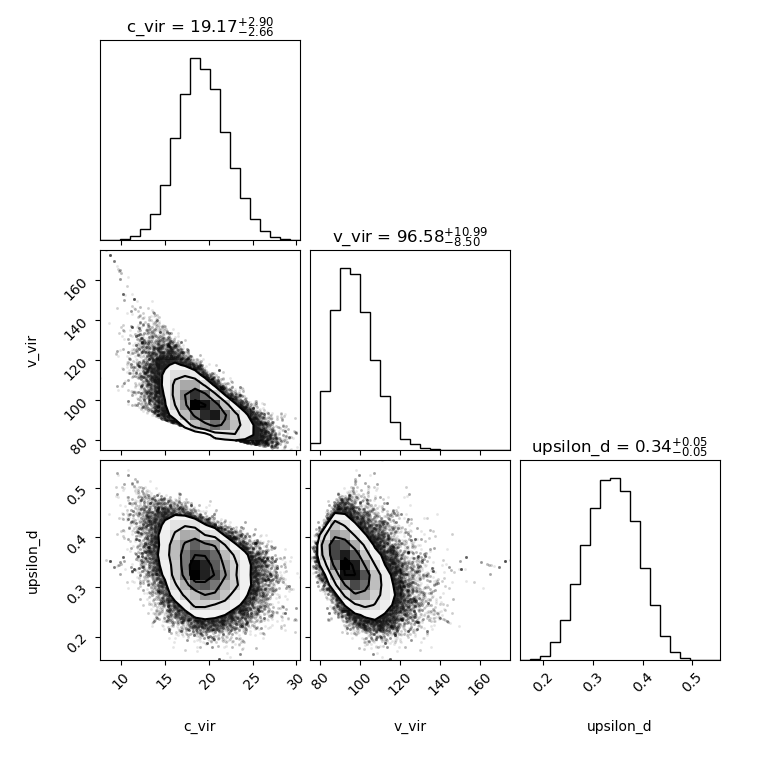 c_vir = 19.17+2.90−2.66
v_vir
160
140
120
100
80
v_vir = 96.58+10.99−8.50
upsilon_d
0.5
0.4
0.3
0.2
upsilon_d = 0.34+0.05−0.05
10 15 20 25 30 80 100 120 140 160 0.2 0.3 0.4 0.5
c_vir v_vir upsilon_d